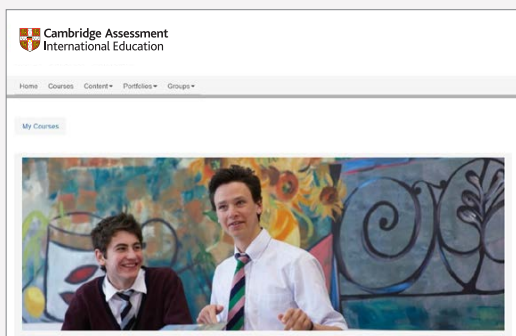 Cambridge Assessment
International Education
Home Courses Content Portfolios Groups
My Courses